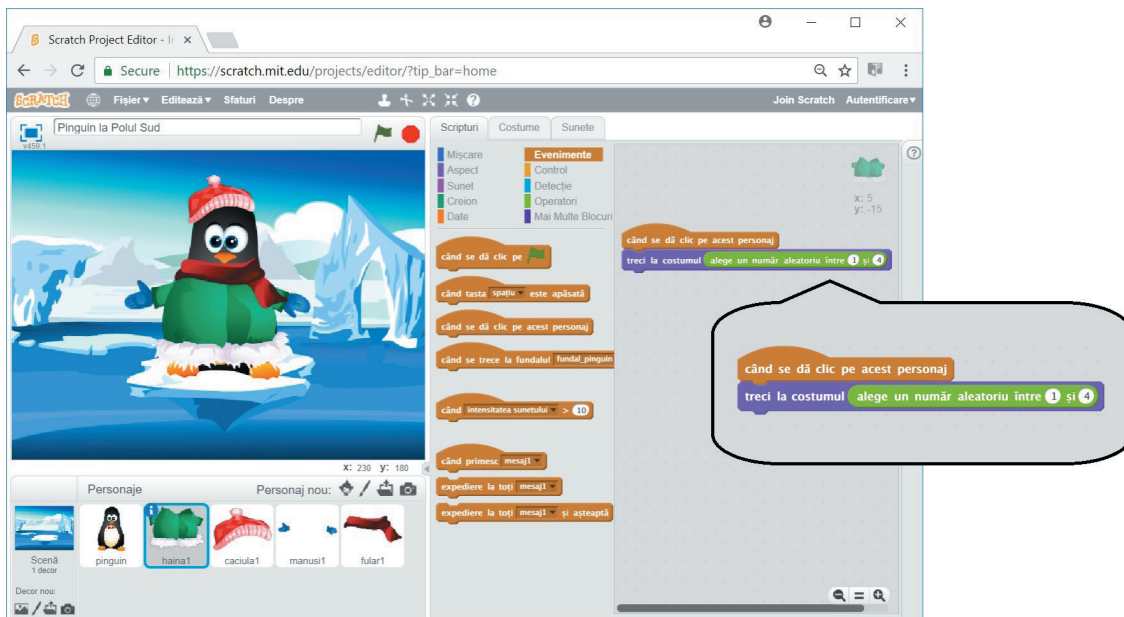 Scratch Project Editor - I
Secure https://scratch.mit.edu/projects/editor/?tip_bar=home
SCRATCH Fișier Editează Sfaturi Despre Join Scratch Autentificare
Pinguin la Polul Sud
v459.1
Scripturi Costume Sunete
Mișcare Evenimente
Aspect Control
Sunet Detecție
Creion Operatori
Date Mai Multe Blocuri
când se dă clic pe
când tasta spațiu este apăsată
când se dă clic pe acest personaj
când se trece la fundalul fundal_pinguin
când intensitatea sunetului > 10
când primesc mesaj1
expediere la toți mesaj1
expediere la toți mesaj1 și așteaptă
x: 5
y: -15
când se dă clic pe acest personaj
treci la costumul alege un număr aleatoriu între 1 și 4
când se dă clic pe acest personaj
treci la costumul alege un număr aleatoriu între 1 și 4
X: 230 Y: 180
Personaje Personaj nou:
Scenă
1 decor
Decor nou:
pinguin haina1 caciula1 manusi1 fular1